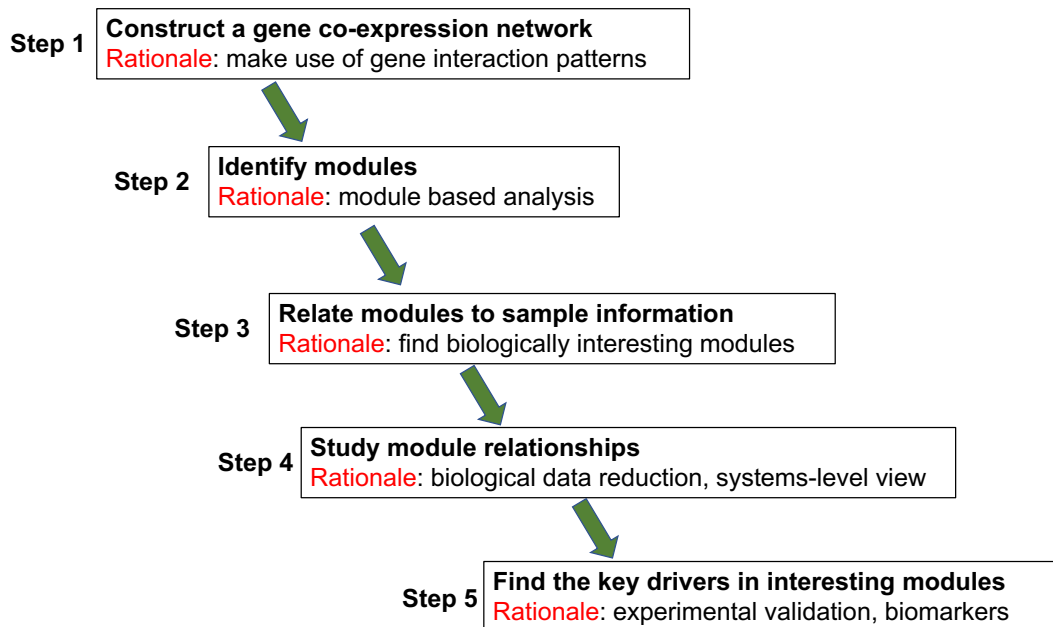 Step 1
Construct a gene co-expression network
Rationale: make use of gene interaction patterns
Step 2
Identify modules
Rationale: module based analysis
Step 3
Relate modules to sample information
Rationale: find biologically interesting modules
Step 4
Study module relationships
Rationale: biological data reduction, systems-level view
Step 5
Find the key drivers in interesting modules
Rationale: experimental validation, biomarkers